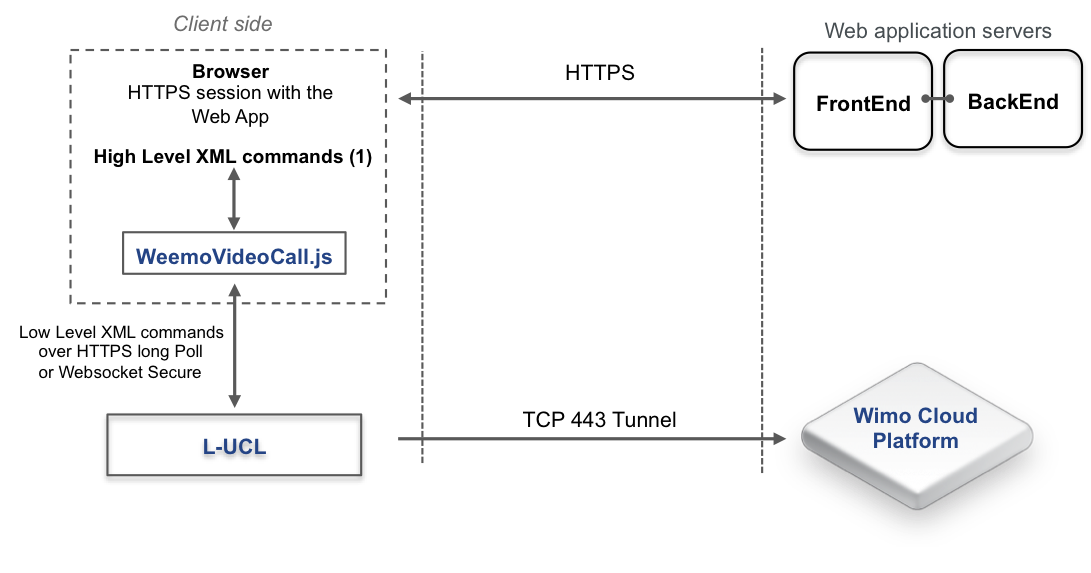 Client side
Web application servers
Browser
HTTPS session with the
Web App
High Level XML commands (1)
HTTPS
FrontEnd
BackEnd
WeemoVideoCall.js
Low Level XML commands
over HTTPS long Poll
or Websocket Secure
L-UCL
TCP 443 Tunnel
Wimo Cloud
Platform